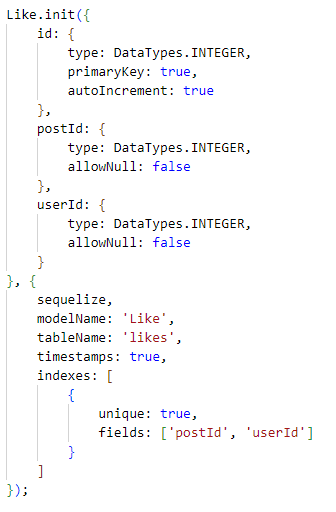 Like.init({
    id: {
        type: DataTypes.INTEGER,
        primaryKey: true,
        autoIncrement: true
    },
    postId: {
        type: DataTypes.INTEGER,
        allowNull: false
    },
    userId: {
        type: DataTypes.INTEGER,
        allowNull: false
    }
}, {
    sequelize,
    modelName: 'Like',
    tableName: 'likes',
    timestamps: true,
    indexes: [
        {
            unique: true,
            fields: ['postId', 'userId']
        }
    ]
});